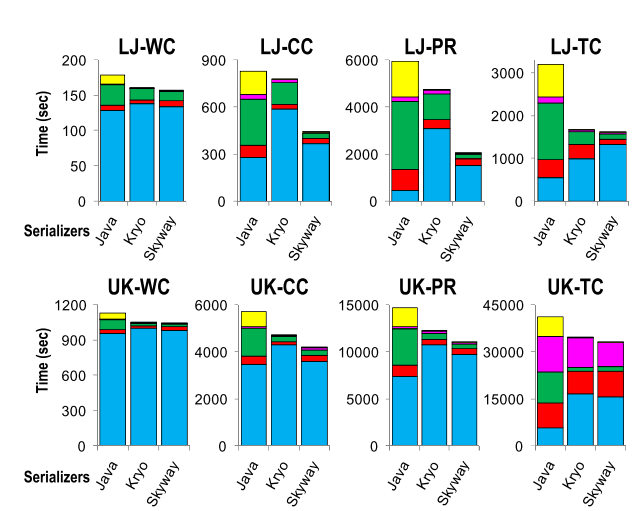 LJ-WC LJ-CC LJ-PR LJ-TC
Time (sec)
200 150 100 50 0
900 600 300 0
6000 4000 2000 0
3000 2000 1000 0
Serializers
Java Kryo Skyway Java Kryo Skyway Java Kryo Skyway Java Kryo Skyway
UK-WC UK-CC UK-PR UK-TC
Time (sec)
1200 900 600 300 0
6000 4000 2000 0
15000 10000 5000 0
45000 30000 15000 0
Serializers
Java Kryo Skyway Java Kryo Skyway Java Kryo Skyway Java Kryo Skyway